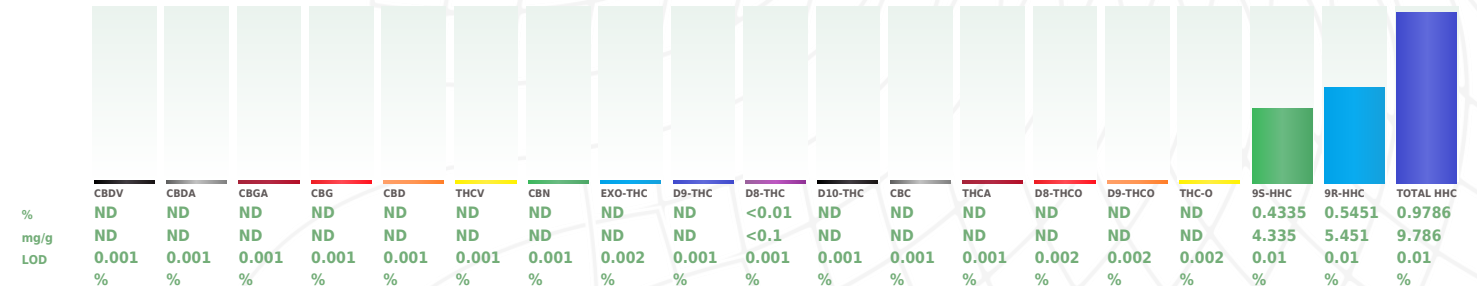 CBDV CBDA CBGA CBG CBD THCV CBN EXO-THC D9-THC D8-THC D10-THC CBC THCA D8-THCO D9-THCO THC-O 9S-HHC 9R-HHC TOTAL HHC
% ND ND ND ND ND ND ND ND ND <0.01 ND ND ND ND ND ND 0.4335 0.5451 0.9786
mg/g ND ND ND ND ND ND ND ND ND <0.1 ND ND ND ND ND ND 4.335 5.451 9.786
LOD 0.001 0.001 0.001 0.001 0.001 0.001 0.001 0.002 0.001 0.001 0.001 0.001 0.001 0.002 0.002 0.002 0.01 0.01 0.01
% % % % % % % % % % % % % % % % % % %